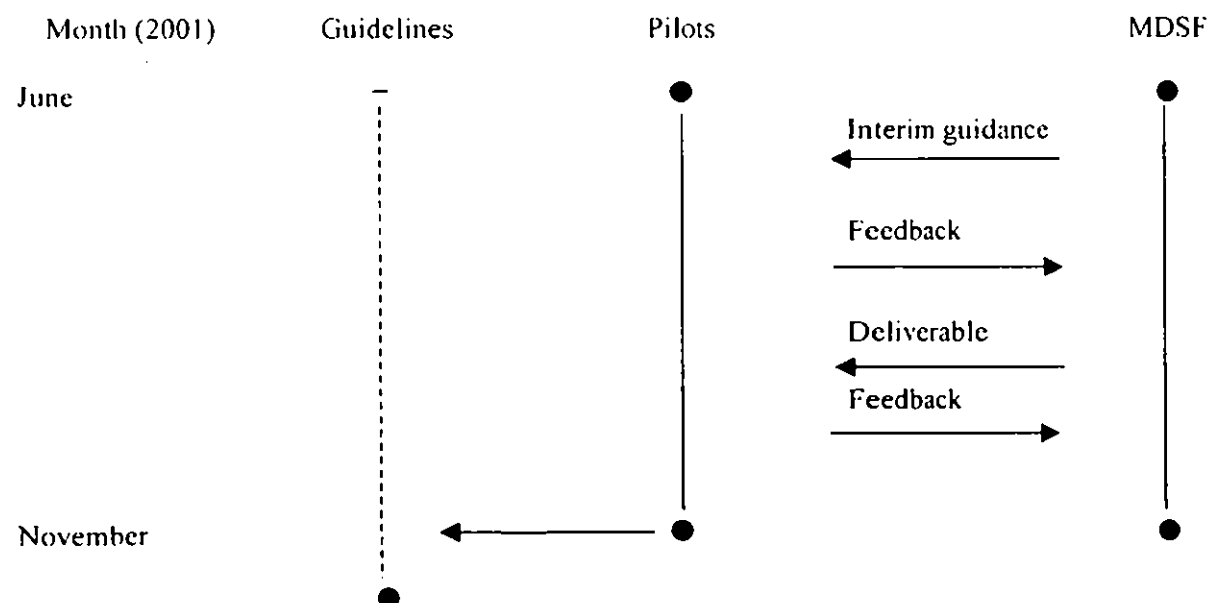 Month (2001) Guidelines Pilots MDSF
June
Interim guidance
Feedback
Deliverable
Feedback
November